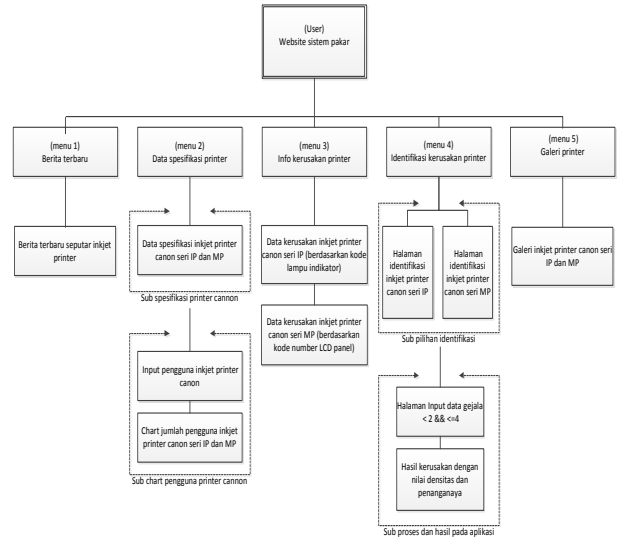 (User)
Website sistem pakar
(menu 1)
Berita terbaru
(menu 2)
Data spesifikasi printer
(menu 3)
Info kerusakan printer
(menu 4)
Identifikasi kerusakan printer
(menu 5)
Galeri printer
Berita terbaru seputar inkjet
printer
Data spesifikasi inkjet printer
canon seri IP dan MP
Sub spesifikasi printer cannon
Input pengguna inkjet printer
canon
Chart jumlah pengguna inkjet
printer canon seri IP dan MP
Sub chart pengguna printer cannon
Data kerusakan inkjet printer
canon seri IP (berdasarkan kode
lampu indikator)
Data kerusakan inkjet printer
canon seri MP (berdasarkan
kode number LCD panel)
Halaman
identifikasi
inkjet printer
canon seri IP
Halaman
identifikasi
inkjet printer
canon seri MP
Sub pilihan identifikasi
Halaman Input data gejala
< 2 && <=4
Hasil kerusakan dengan
nilai densitas dan
penanganaya
Sub proses dan hasil pada aplikasi
Galeri inkjet printer canon seri
IP dan MP